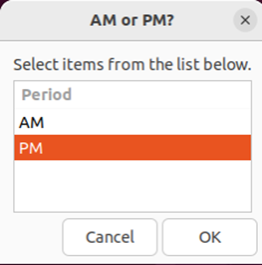 AM or PM?
Select items from the list below.
Period
AM
PM
Cancel
OK